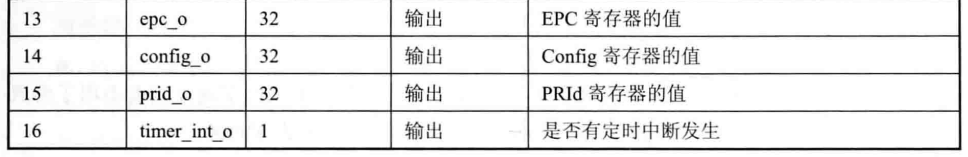 13 epc_o 32 输出 EPC 寄存器的值
14 config_o 32 输出 Config 寄存器的值
15 prid_o 32 输出 PRId 寄存器的值
16 timer_int_o 1 输出 是否有定时中断发生